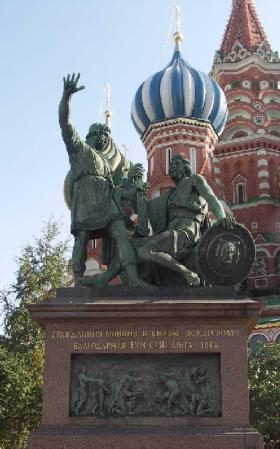 ГРАЖДАНИНУ МИНИНУ И КНЯЗЮ ПОЖАРСКОМУ
БЛАГОДАРНАЯ РОССІЯ. ЛѢТА 1818